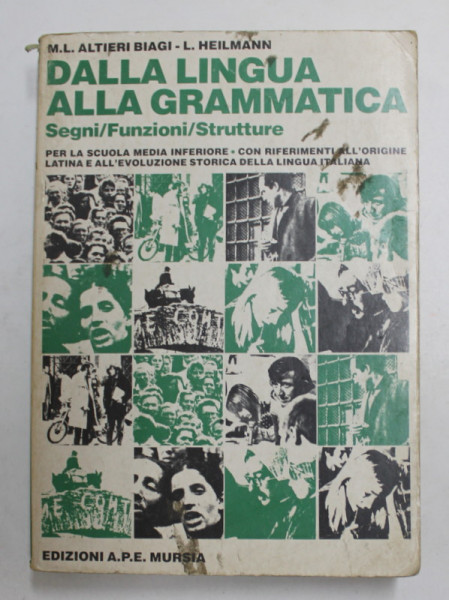 M.L. ALTIERI BIAGI - L. HEILMANN
DALLA LINGUA
ALLA GRAMMATICA
Segni/Funzioni/Strutture
PER LA SCUOLA MEDIA INFERIORE • CON RIFERIMENTI ALL'ORIGINE
LATINA E ALL'EVOLUZIONE STORICA DELLA LINGUA ITALIANA
EDIZIONI A.P.E. MURSIA